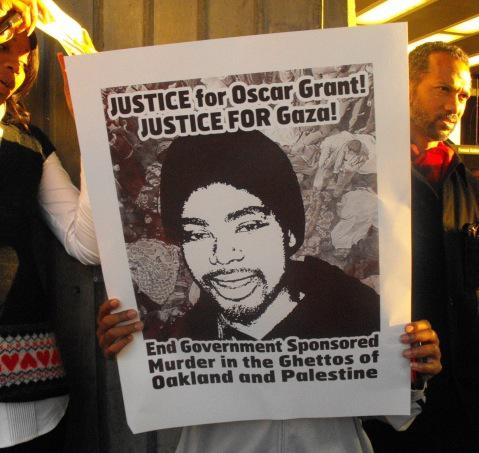 JUSTICE for Oscar Grant!
JUSTICE FOR Gaza!
End Government Sponsored
Murder in the Ghettos of
Oakland and Palestine